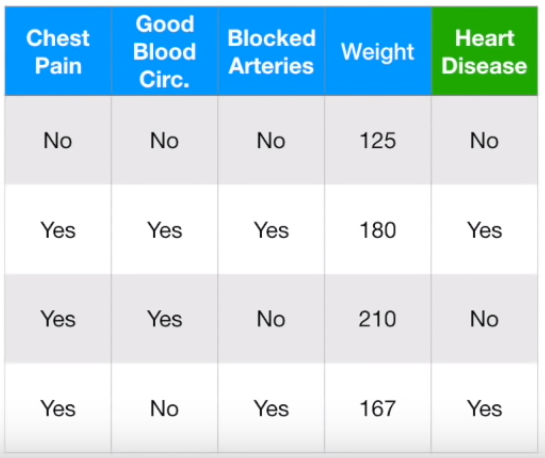 Chest Pain Good Blood Circ. Blocked Arteries Weight Heart Disease
No No No 125 No
Yes Yes Yes 180 Yes
Yes Yes No 210 No
Yes No Yes 167 Yes